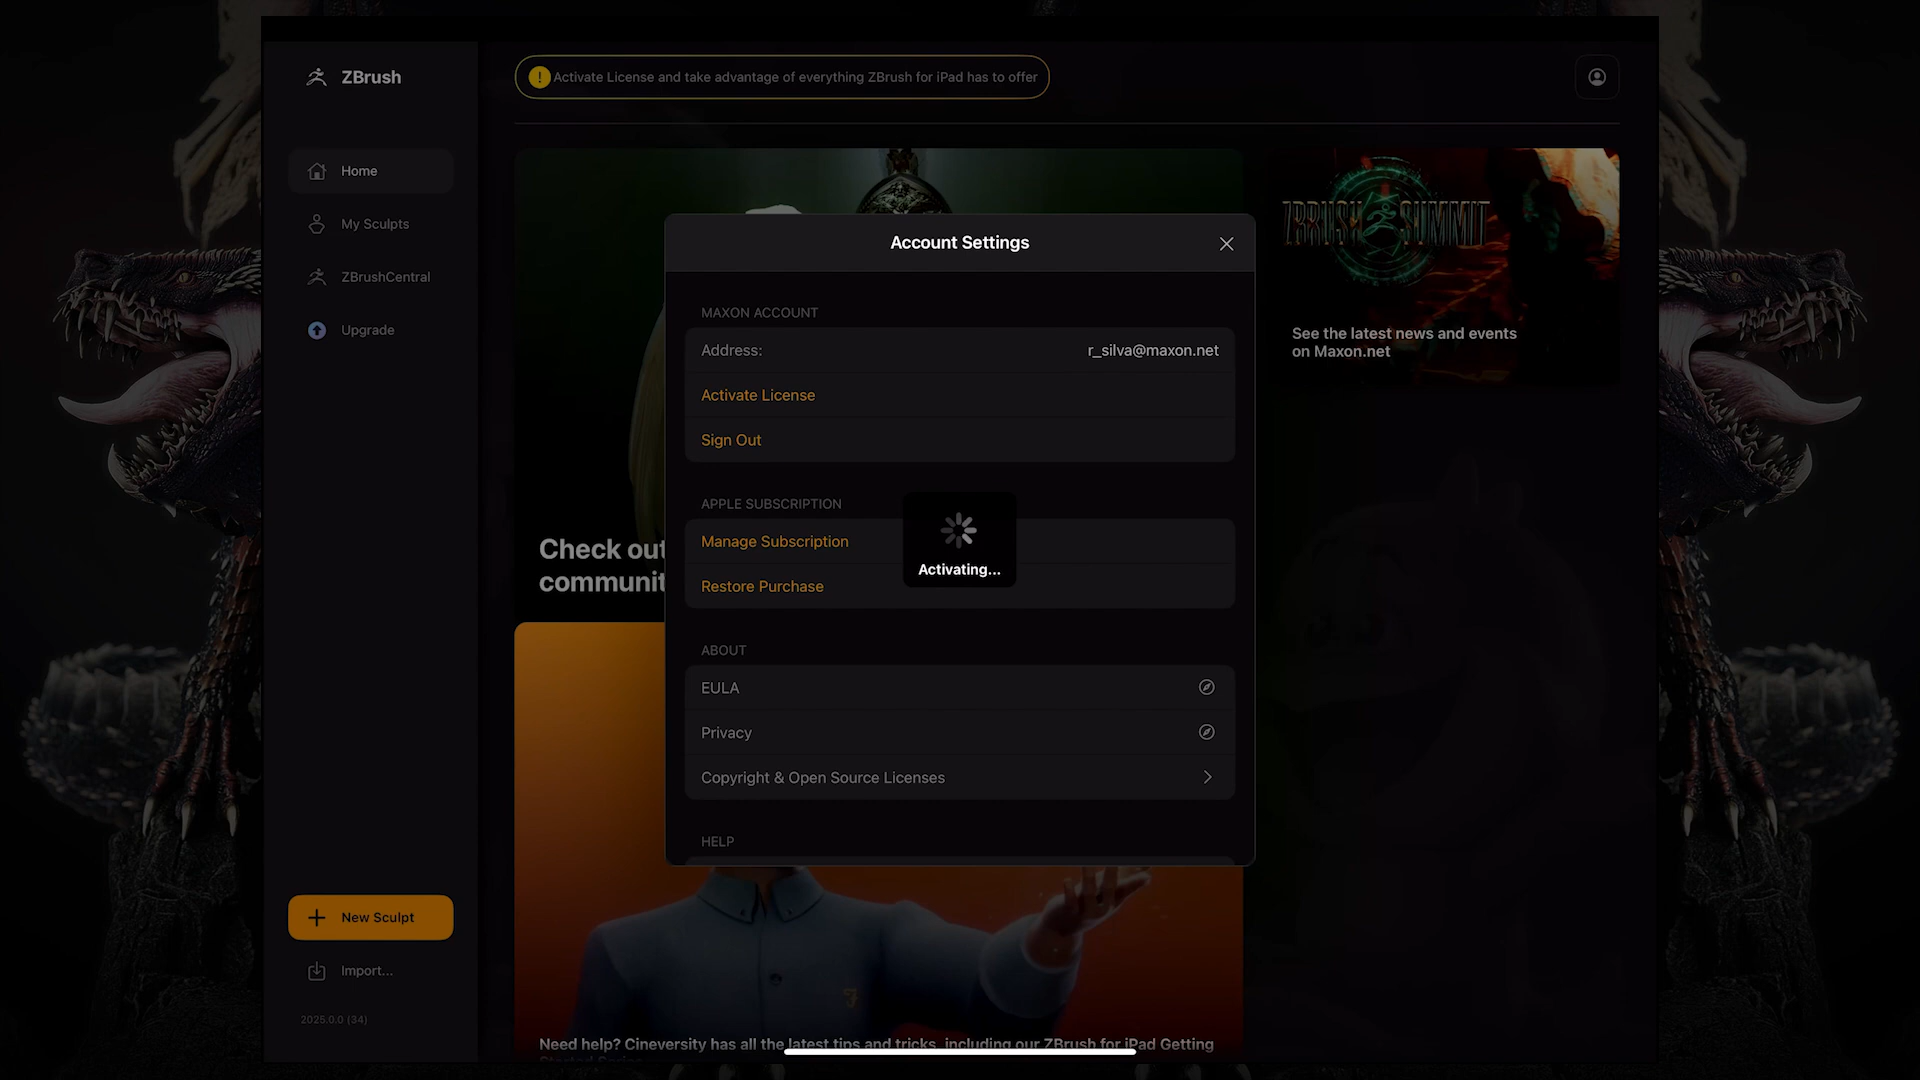 ZBrush
Activate License and take advantage of everything ZBrush for iPad has to offer
Home
My Sculpts
ZBrushCentral
Upgrade
New Sculpt
Import...
2025.0.0 (34)
Check out
communit
ZBRUSH SUMMIT
See the latest news and events
on Maxon.net
Account Settings
MAXON ACCOUNT
Address:
r_silva@maxon.net
Activate License
Sign Out
APPLE SUBSCRIPTION
Manage Subscription
Restore Purchase
Activating...
ABOUT
EULA
Privacy
Copyright & Open Source Licenses
HELP
Need help? Cineversity has all the latest tips and tricks, including our ZBrush for iPad Getting
Started Series